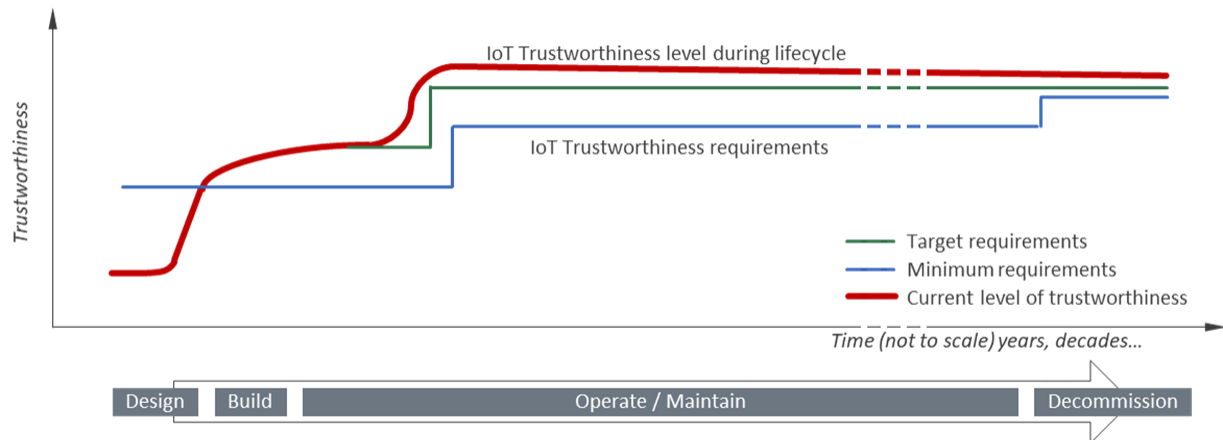 IoT Trustworthiness level during lifecycle
Trustworthiness
IoT Trustworthiness requirements
Target requirements
Minimum requirements
Current level of trustworthiness
Time (not to scale) years, decades...
Design
Build
Operate / Maintain
Decommission